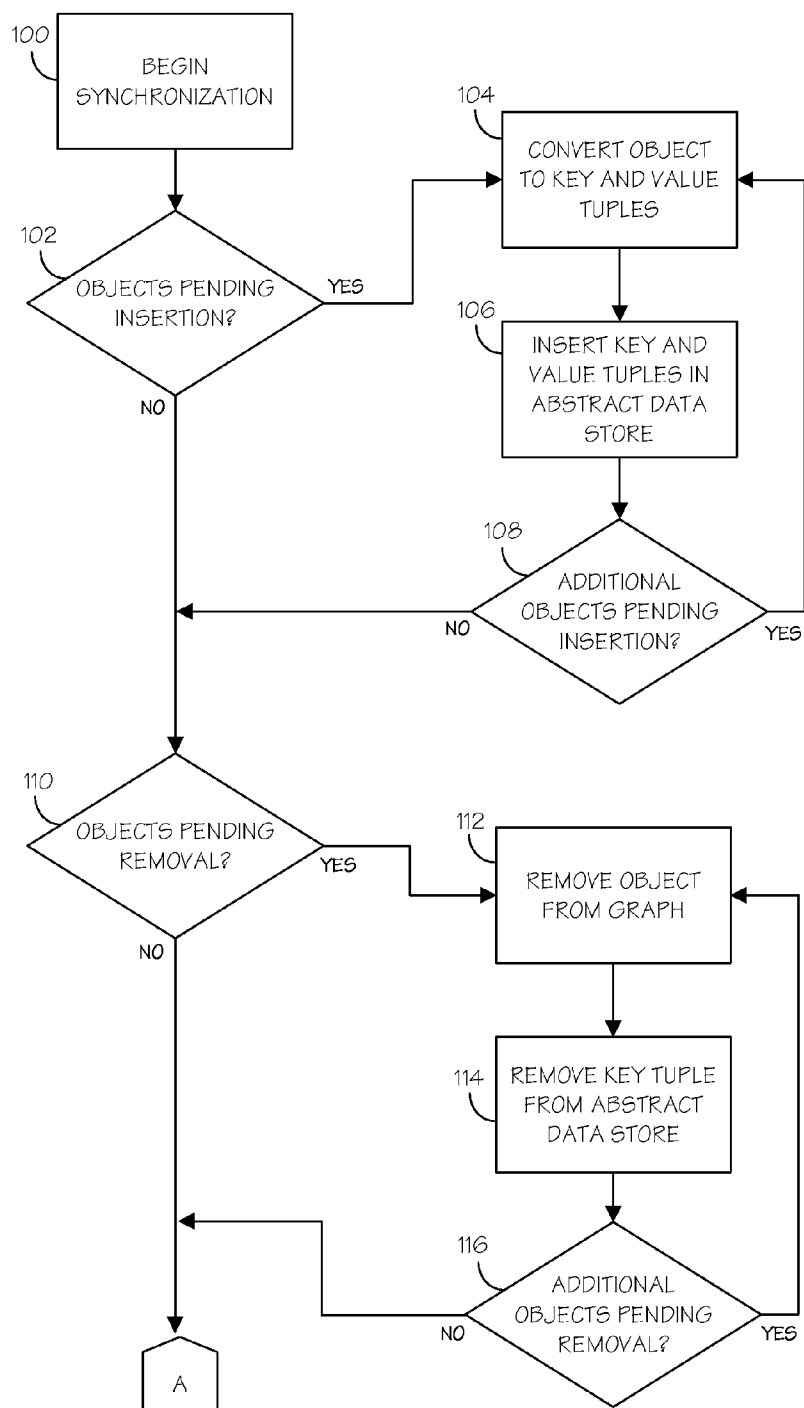 100
BEGIN
SYNCHRONIZATION
102
OBJECTS PENDING
INSERTION?
YES
NO
104
CONVERT OBJECT
TO KEY AND VALUE
TUPLES
106
INSERT KEY AND
VALUE TUPLES IN
ABSTRACT DATA
STORE
108
ADDITIONAL
OBJECTS PENDING
INSERTION?
NO
YES
110
OBJECTS PENDING
REMOVAL?
YES
NO
112
REMOVE OBJECT
FROM GRAPH
114
REMOVE KEY TUPLE
FROM ABSTRACT
DATA STORE
116
ADDITIONAL
OBJECTS PENDING
REMOVAL?
NO
YES
A